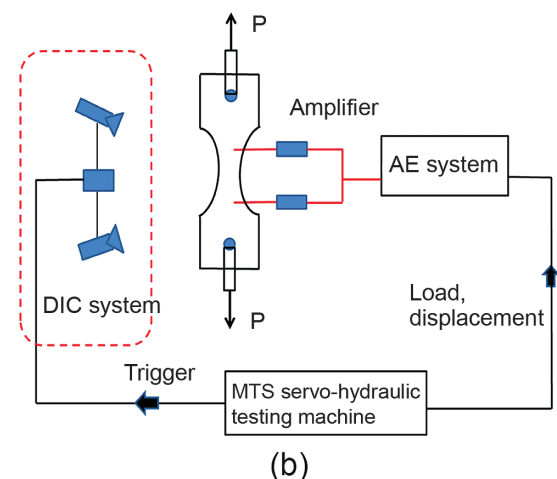 P
Amplifier
AE system
DIC system
P
Load,
displacement
Trigger
MTS servo-hydraulic
testing machine
(b)